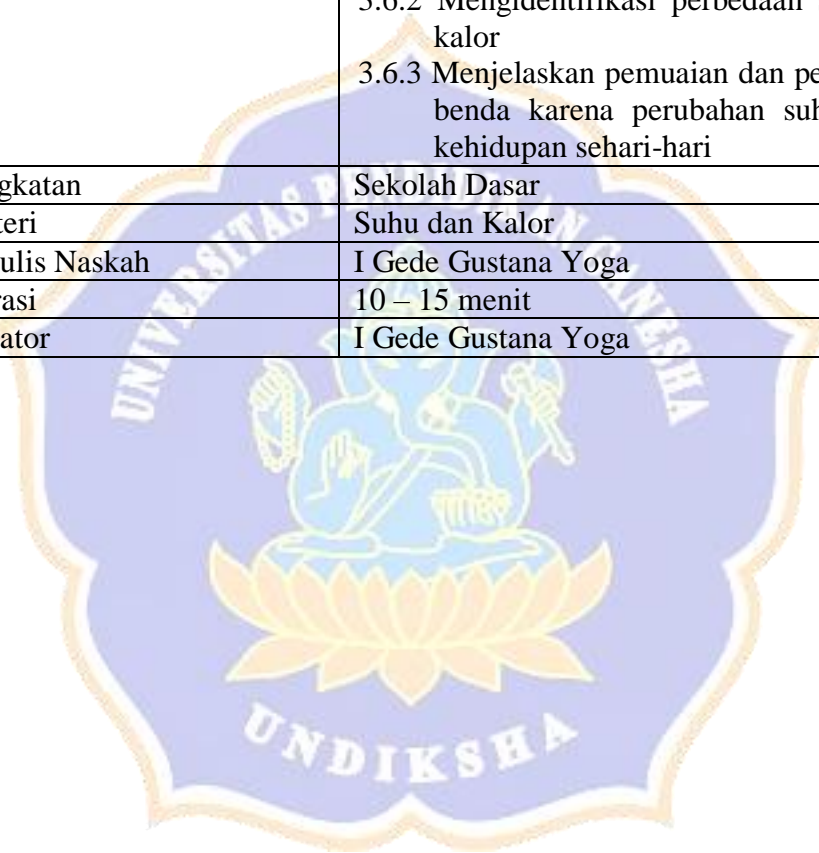 3.6.2 Mengidentifikasi perbedaan
kalor
3.6.3 Menjelaskan pemuaian dan pe
benda karena perubahan suh
kehidupan sehari-hari
gkatan Sekolah Dasar
teri Suhu dan Kalor
ulis Naskah I Gede Gustana Yoga
rasi 10 – 15 menit
ator I Gede Gustana Yoga
UNIVERSITAS PENDIDIKAN GANESHA
UNDIKSHA